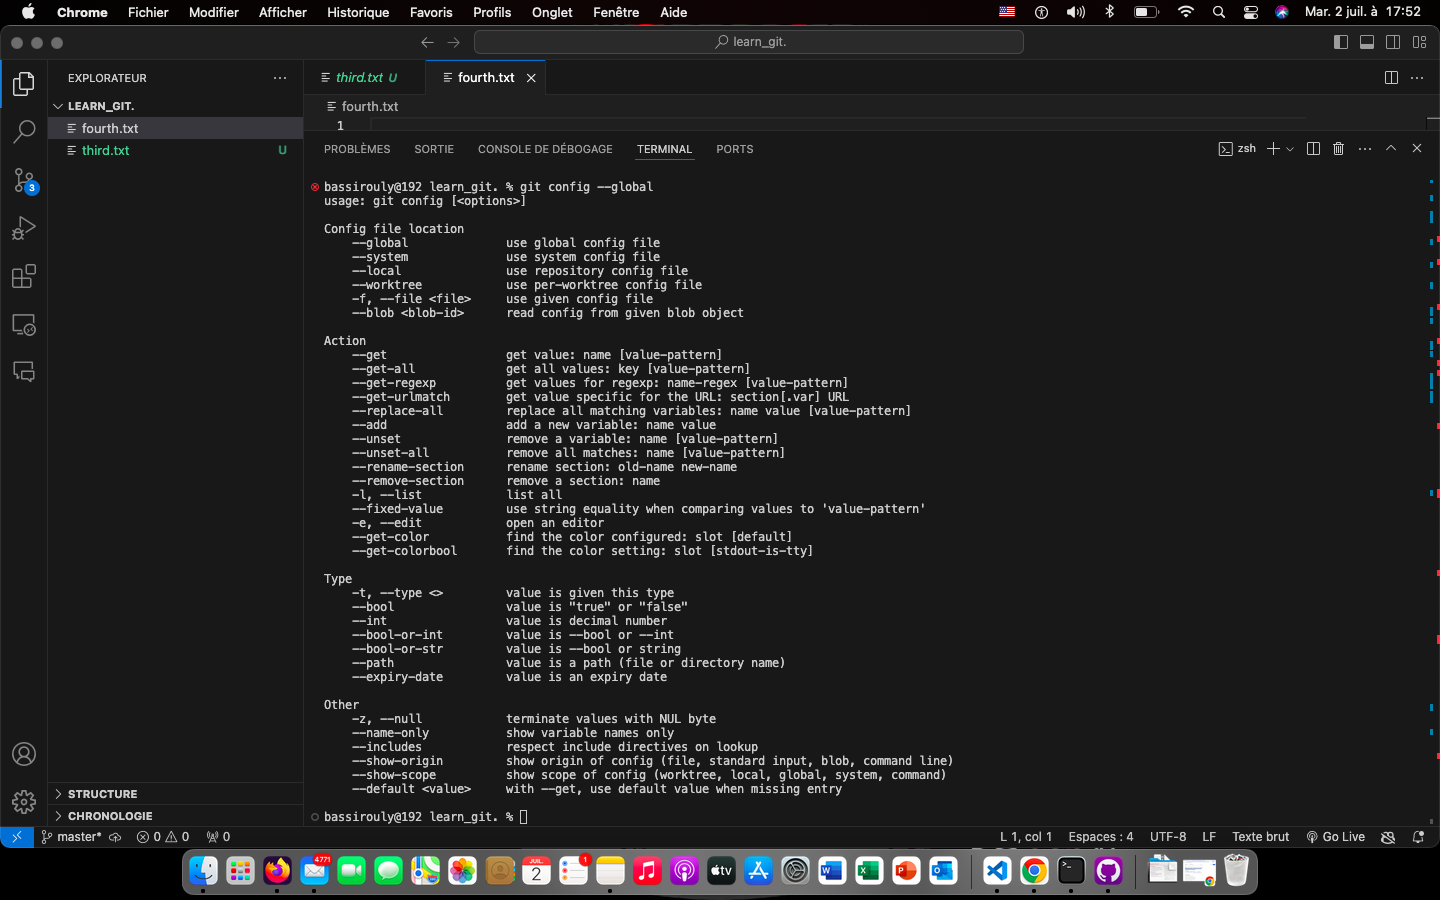 Chrome Fichier Modifier Afficher Historique Favoris Profils Onglet Fenêtre Aide Mar. 2 juil. à 17:52
learn_git.
EXPLORATEUR
third.txt U
fourth.txt
LEARN_GIT.
fourth.txt
fourth.txt
third.txt U
1
3
PROBLÈMES SORTIE CONSOLE DE DÉBOGAGE TERMINAL PORTS
zsh
bassirouly@192 learn_git. % git config --global
usage: git config [<options>]
Config file location
--global use global config file
--system use system config file
--local use repository config file
--worktree use per-worktree config file
-f, --file <file> use given config file
--blob <blob-id> read config from given blob object
Action
--get get value: name [value-pattern]
--get-all get all values: key [value-pattern]
--get-regexp get values for regexp: name-regex [value-pattern]
--get-urlmatch get value specific for the URL: section[.var] URL
--replace-all replace all matching variables: name value [value-pattern]
--add add a new variable: name value
--unset remove a variable: name [value-pattern]
--unset-all remove all matches: name [value-pattern]
--rename-section rename section: old-name new-name
--remove-section remove a section: name
-l, --list list all
--fixed-value use string equality when comparing values to 'value-pattern'
-e, --edit open an editor
--get-color find the color configured: slot [default]
--get-colorbool find the color setting: slot [stdout-is-tty]
Type
-t, --type <> value is given this type
--bool value is "true" or "false"
--int value is decimal number
--bool-or-int value is --bool or --int
--bool-or-str value is --bool or string
--path value is a path (file or directory name)
--expiry-date value is an expiry date
Other
-z, --null terminate values with NUL byte
--name-only show variable names only
--includes respect include directives on lookup
--show-origin show origin of config (file, standard input, blob, command line)
--show-scope show scope of config (worktree, local, global, system, command)
--default <value> with --get, use default value when missing entry
bassirouly@192 learn_git. %
STRUCTURE
CHRONOLOGIE
master* 0 0 0 L 1, col 1 Espaces : 4 UTF-8 LF Texte brut Go Live
4771
JUIL.
2
1
tv
W
X
P
O